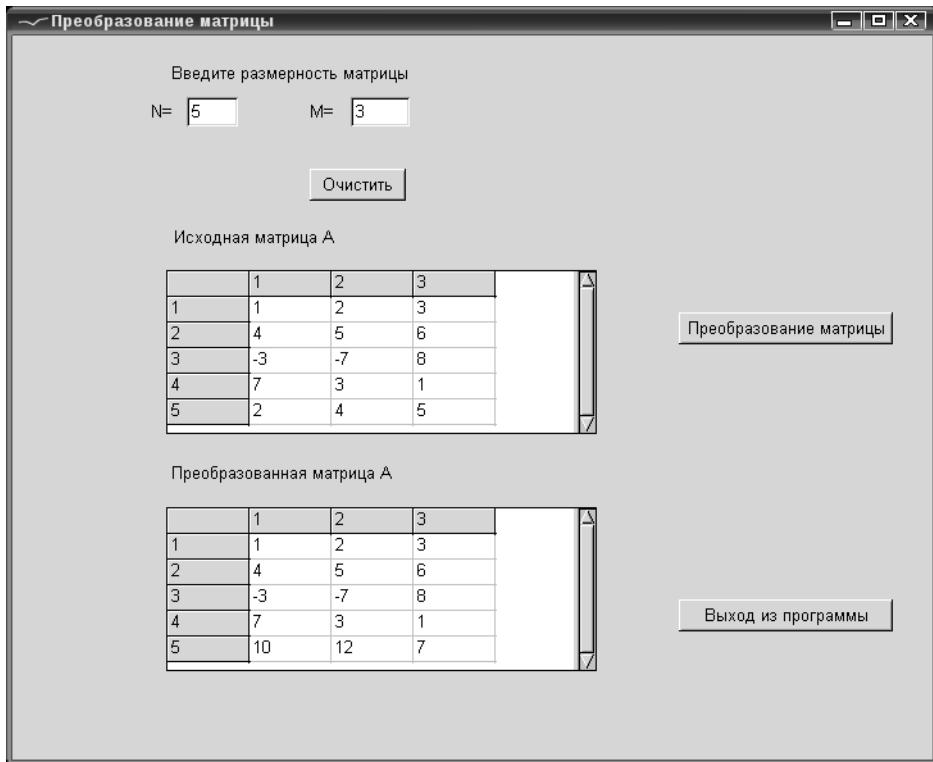 Преобразование матрицы
Введите размерность матрицы
N= 5 M= 3
Очистить
Исходная матрица А
1 2 3
1 1 2 3
2 4 5 6
3 -3 -7 8
4 7 3 1
5 2 4 5
Преобразование матрицы
Преобразованная матрица А
1 2 3
1 1 2 3
2 4 5 6
3 -3 -7 8
4 7 3 1
5 10 12 7
Выход из программы